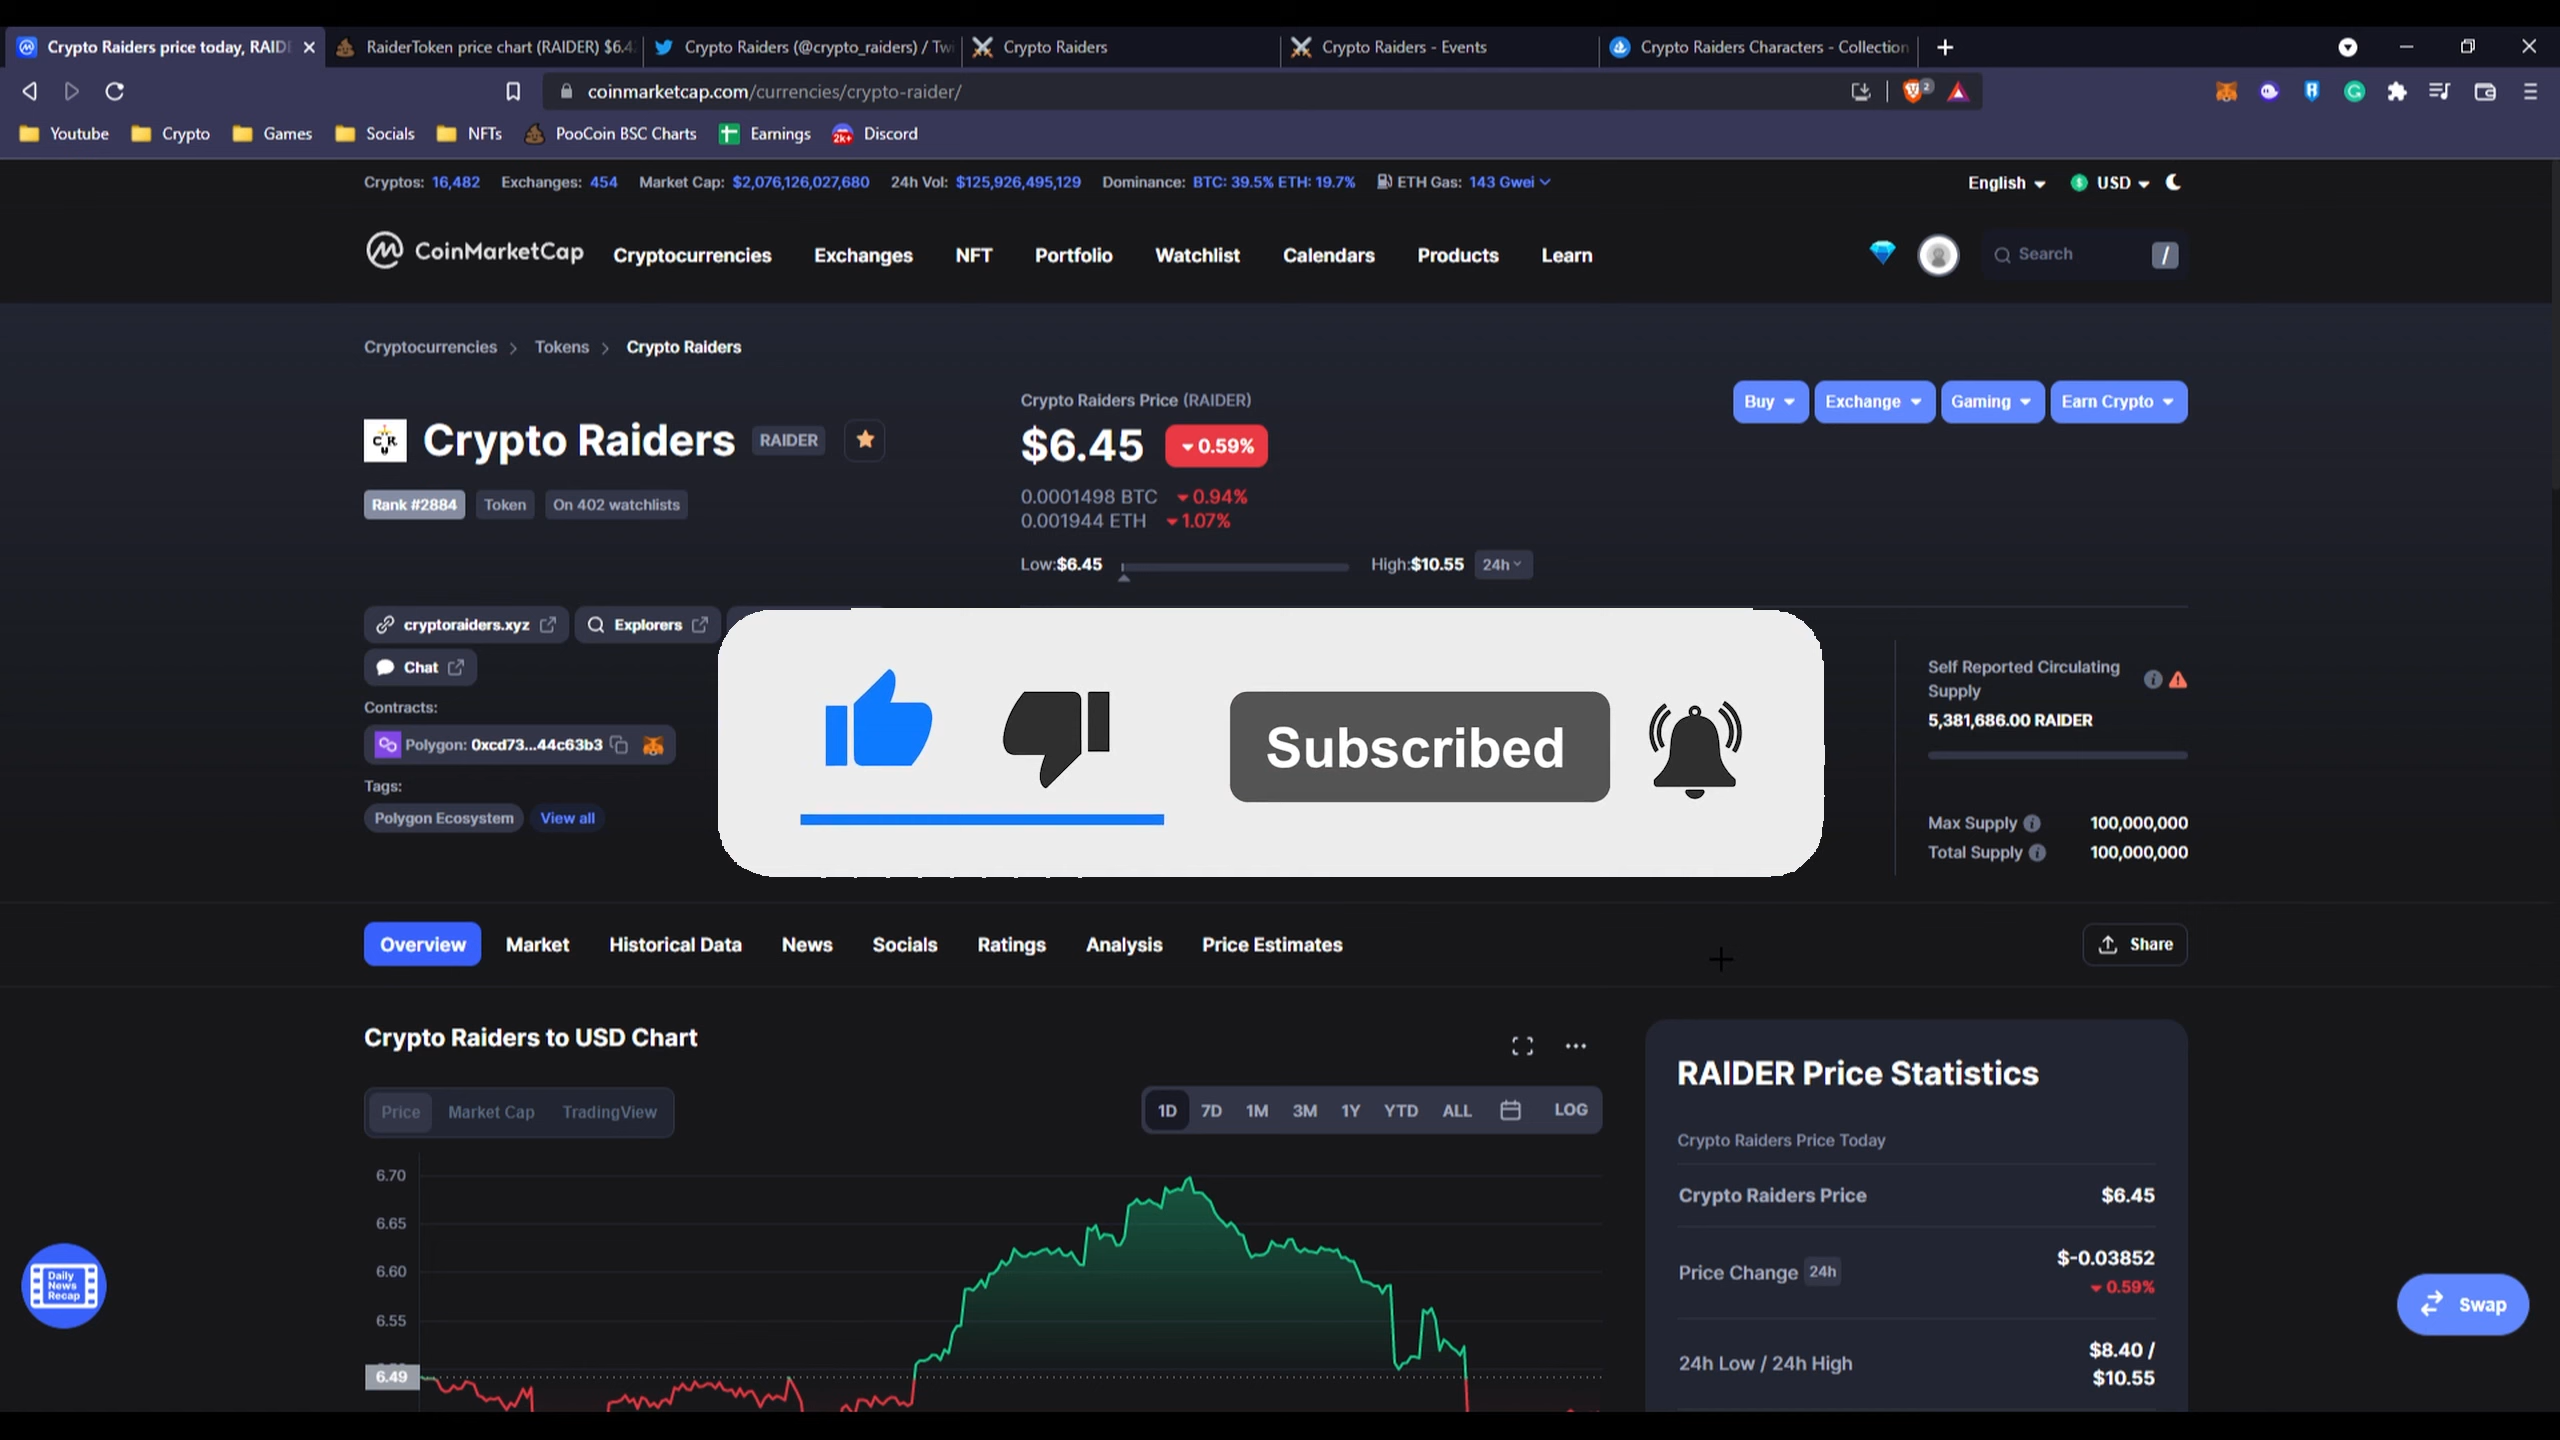 Crypto Raiders price today, RAID
RaiderToken price chart (RAIDER) $6.4
Crypto Raiders (@crypto_raiders) / Tw
Crypto Raiders
Crypto Raiders - Events
Crypto Raiders Characters - Collection
coinmarketcap.com/currencies/crypto-raider/
2
Youtube
Crypto
Games
Socials
NFTs
PooCoin BSC Charts
Earnings
2k+
Discord
Cryptos: 16,482 Exchanges: 454 Market Cap: $2,076,126,027,680 24h Vol: $125,926,495,129 Dominance: BTC: 39.5% ETH: 19.7% ETH Gas: 143 Gwei
English USD
CoinMarketCap
Cryptocurrencies Exchanges NFT Portfolio Watchlist Calendars Products Learn
Search /
Cryptocurrencies > Tokens > Crypto Raiders
Crypto Raiders RAIDER
Rank #2884 Token On 402 watchlists
Crypto Raiders Price (RAIDER)
$6.45 0.59%
0.0001498 BTC 0.94%
0.001944 ETH 1.07%
Low:$6.45 High:$10.55 24h
Buy Exchange Gaming Earn Crypto
cryptoraiders.xyz Explorers
Chat
Contracts:
Polygon: 0xcd73...44c63b3
Tags:
Polygon Ecosystem View all
Subscribed
Self Reported Circulating
Supply
5,381,686.00 RAIDER
Max Supply 100,000,000
Total Supply 100,000,000
Overview Market Historical Data News Socials Ratings Analysis Price Estimates
Share
Crypto Raiders to USD Chart
Price Market Cap TradingView
1D 7D 1M 3M 1Y YTD ALL LOG
6.70
6.65
6.60
6.55
6.49
RAIDER Price Statistics
Crypto Raiders Price Today
Crypto Raiders Price $6.45
Price Change 24h $-0.03852
0.59%
24h Low / 24h High $8.40 /
$10.55
Daily
News
Recap
Swap